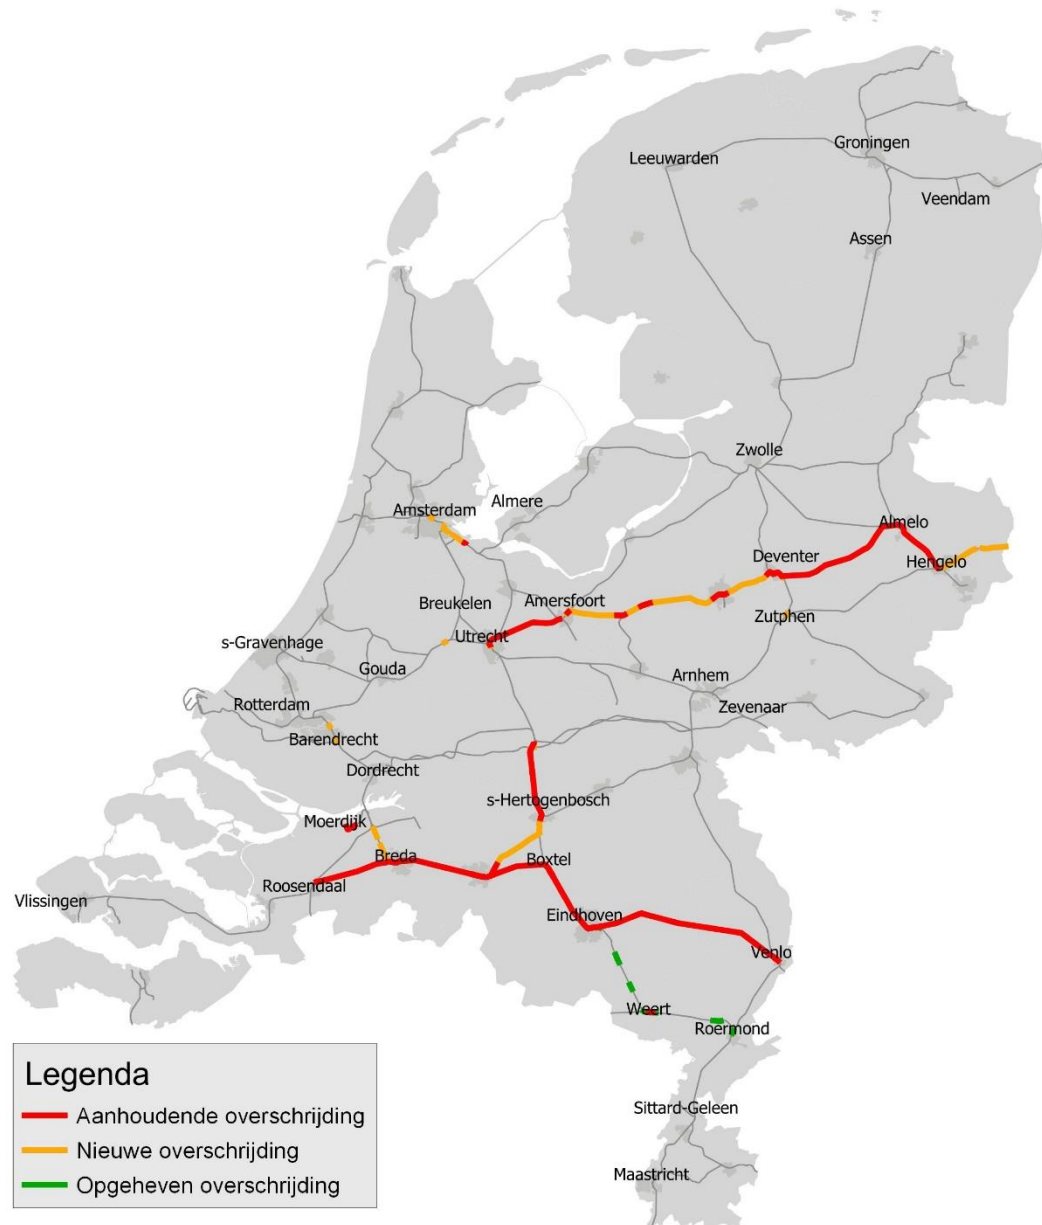 Groningen
Leeuwarden
Veendam
Assen
Zwolle
Almere
Amsterdam
Almelo
Deventer
Hengelo
Breukelen
Amersfoort
Zutphen
Utrecht
s-Gravenhage
Gouda
Arnhem
Rotterdam
Zevenaar
Barendrecht
Dordrecht
s-Hertogenbosch
Moerdijk
Breda
Boxtel
Roosendaal
Vlissingen
Eindhoven
Venlo
Weert
Roermond
Sittard-Geleen
Maastricht
Legenda
Aanhoudende overschrijding
Nieuwe overschrijding
Opgeheven overschrijding